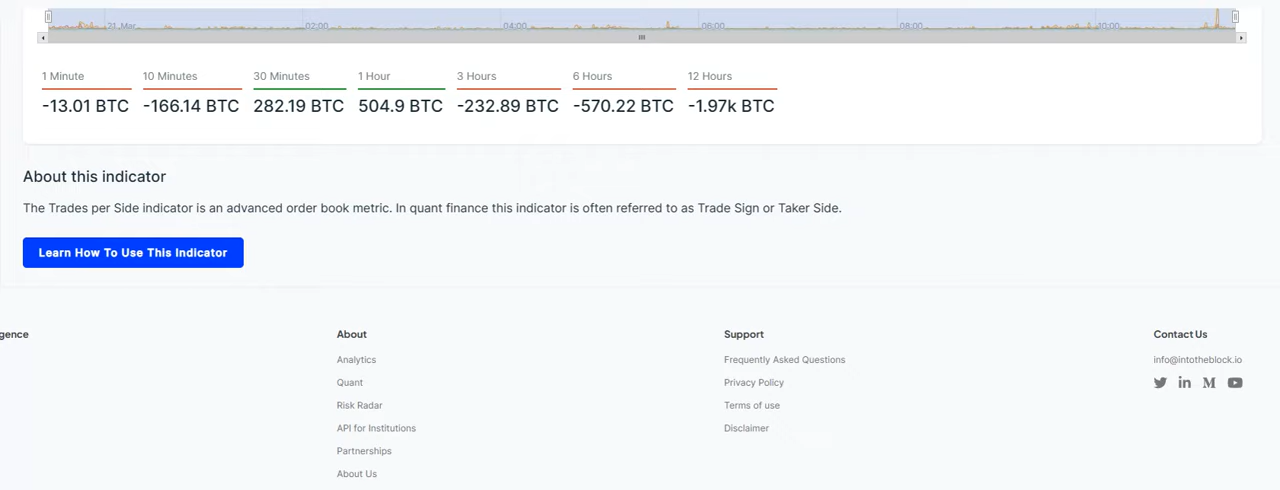 21. Mar 02:00 04:00 06:00 08:00 10:00
1 Minute 10 Minutes 30 Minutes 1 Hour 3 Hours 6 Hours 12 Hours
-13.01 BTC -166.14 BTC 282.19 BTC 504.9 BTC -232.89 BTC -570.22 BTC -1.97k BTC
About this indicator
The Trades per Side indicator is an advanced order book metric. In quant finance this indicator is often referred to as Trade Sign or Taker Side.
Learn How To Use This Indicator
gence
About
Analytics
Quant
Risk Radar
API for Institutions
Partnerships
About Us
Support
Frequently Asked Questions
Privacy Policy
Terms of use
Disclaimer
Contact Us
info@intotheblock.io